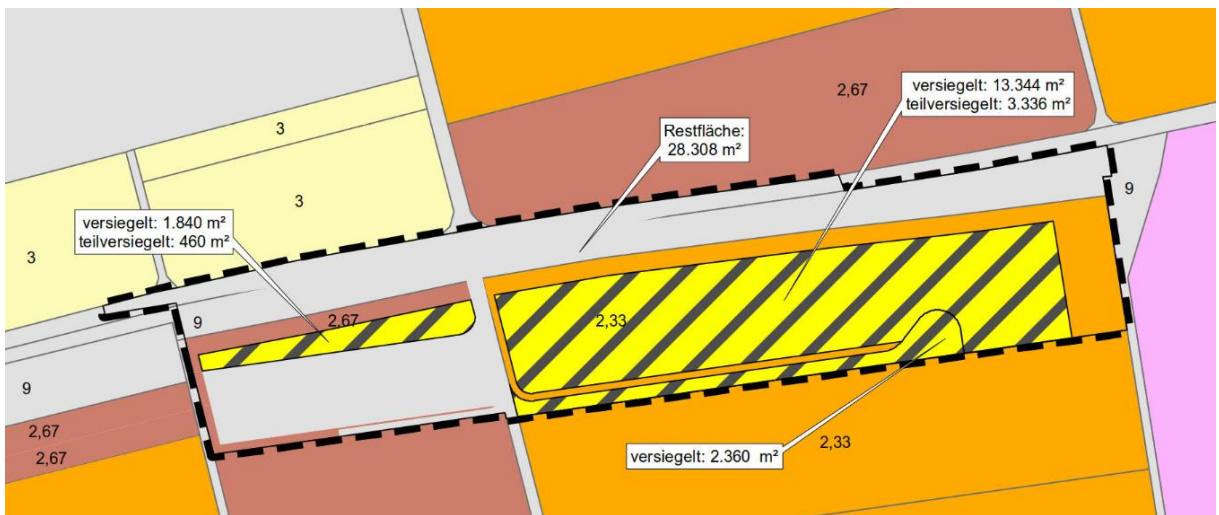 versiegelt: 13.344 m²
teilversiegelt: 3.336 m²
2,67
3
Restfläche:
28.308 m²
9
3
versiegelt: 1.840 m²
teilversiegelt: 460 m²
3
9
2,67
2,33
9
2,67
2,67
2,33
versiegelt: 2.360 m²